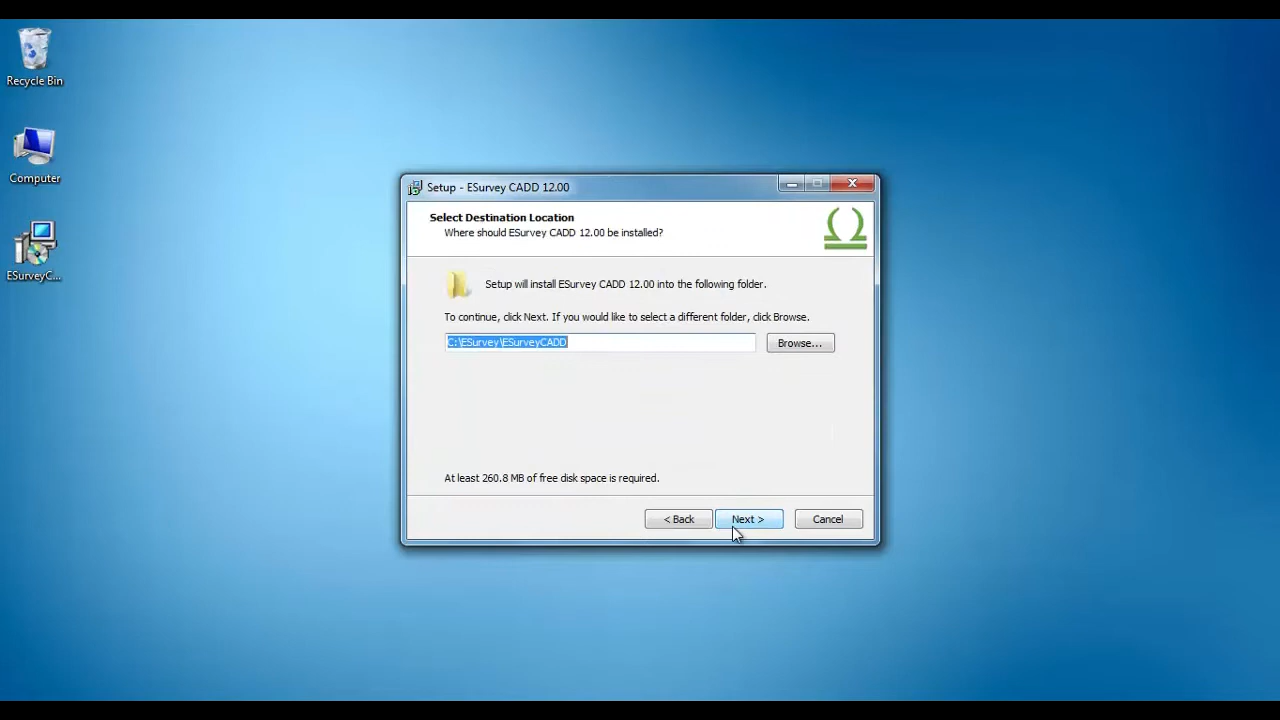 Recycle Bin
Computer
ESurveyC...
Setup - ESurvey CADD 12.00
Select Destination Location
Where should ESurvey CADD 12.00 be installed?
Setup will install ESurvey CADD 12.00 into the following folder.
To continue, click Next. If you would like to select a different folder, click Browse.
C:\ESurvey\ESurveyCADD
Browse...
At least 260.8 MB of free disk space is required.
< Back
Next >
Cancel